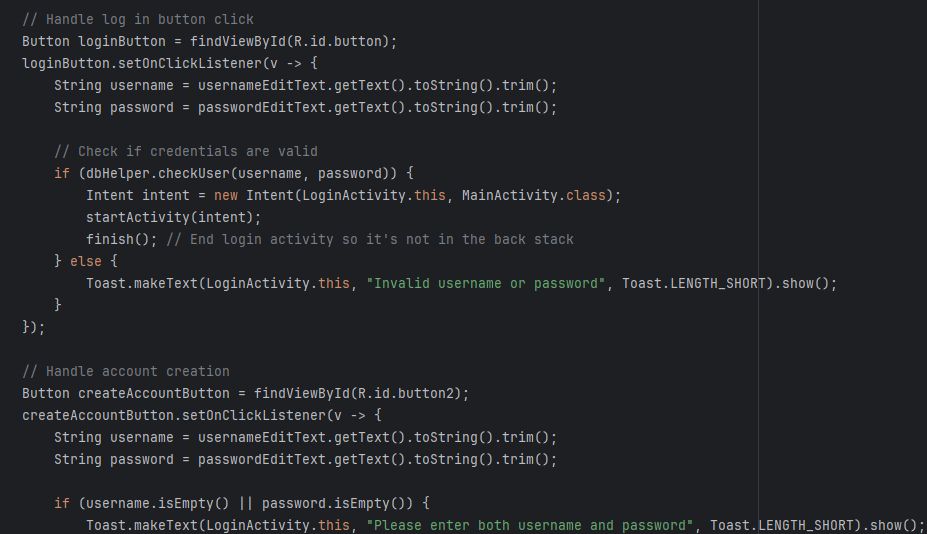 // Handle log in button click
Button loginButton = findViewById(R.id.button);
loginButton.setOnClickListener(v -> {
String username = usernameEditText.getText().toString().trim();
String password = passwordEditText.getText().toString().trim();
// Check if credentials are valid
if (dbHelper.checkUser(username, password)) {
Intent intent = new Intent(LoginActivity.this, MainActivity.class);
startActivity(intent);
finish(); // End login activity so it's not in the back stack
} else {
Toast.makeText(LoginActivity.this, "Invalid username or password", Toast.LENGTH_SHORT).show();
}
});
// Handle account creation
Button createAccountButton = findViewById(R.id.button2);
createAccountButton.setOnClickListener(v -> {
String username = usernameEditText.getText().toString().trim();
String password = passwordEditText.getText().toString().trim();
if (username.isEmpty() || password.isEmpty()) {
Toast.makeText(LoginActivity.this, "Please enter both username and password", Toast.LENGTH_SHORT).show();